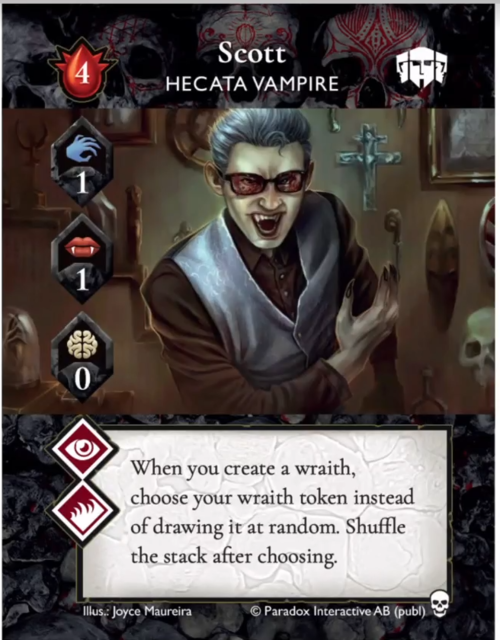 Scott
4
HECATA VAMPIRE
1
1
0
When you create a wraith,
choose your wraith token instead
of drawing it at random. Shuffle
the stack after choosing.
Illus.: Joyce Maureira
© Paradox Interactive AB (publ)